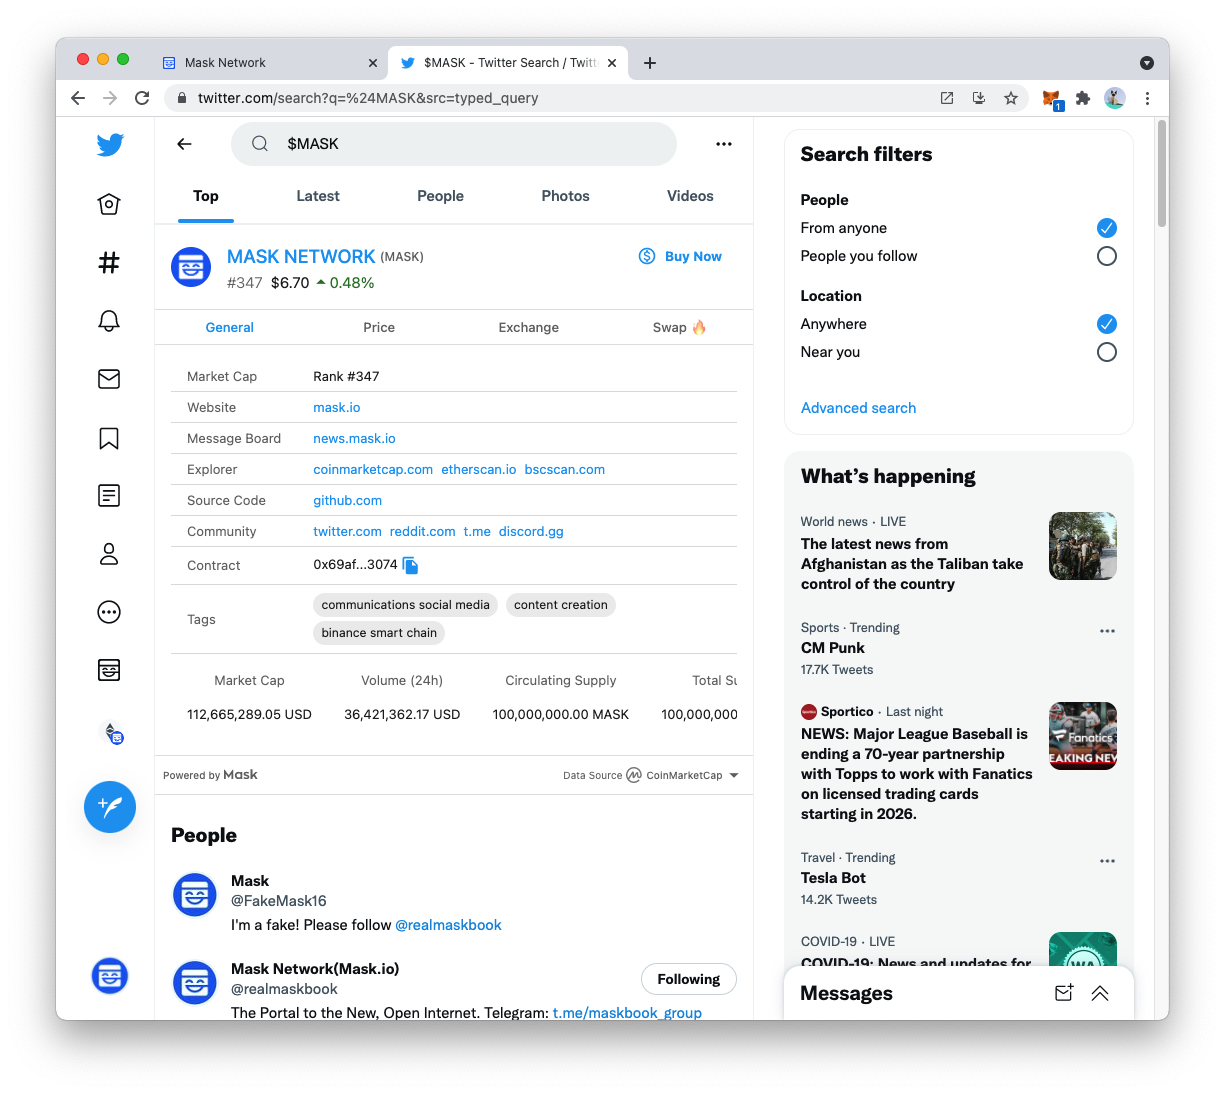 Mask Network
$MASK - Twitter Search / Twitt
twitter.com/search?q=%24MASK&src=typed_query
1
$MASK
Top Latest People Photos Videos
MASK NETWORK (MASK)
Buy Now
#347 $6.70 0.48%
General Price Exchange Swap 🔥
Market Cap Rank #347
Website mask.io
Message Board news.mask.io
Explorer coinmarketcap.com etherscan.io bscscan.com
Source Code github.com
Community twitter.com reddit.com t.me discord.gg
Contract 0x69af...3074
Tags communications social media content creation
binance smart chain
Market Cap Volume (24h) Circulating Supply Total Su
112,665,289.05 USD 36,421,362.17 USD 100,000,000.00 MASK 100,000,000
Powered by Mask
Data Source CoinMarketCap
People
Mask
@FakeMask16
I'm a fake! Please follow @realmaskbook
Mask Network(Mask.io)
@realmaskbook
Following
The Portal to the New, Open Internet. Telegram: t.me/maskbook_group
Search filters
People
From anyone
People you follow
Location
Anywhere
Near you
Advanced search
What's happening
World news · LIVE
The latest news from
Afghanistan as the Taliban take
control of the country
Sports · Trending
CM Punk
17.7K Tweets
Sportico · Last night
NEWS: Major League Baseball is
ending a 70-year partnership
with Topps to work with Fanatics
on licensed trading cards
starting in 2026.
Fanatics
EAKING NEW
Travel · Trending
Tesla Bot
14.2K Tweets
COVID-19 · LIVE
COVID-19: News and updates for
WA
Messages